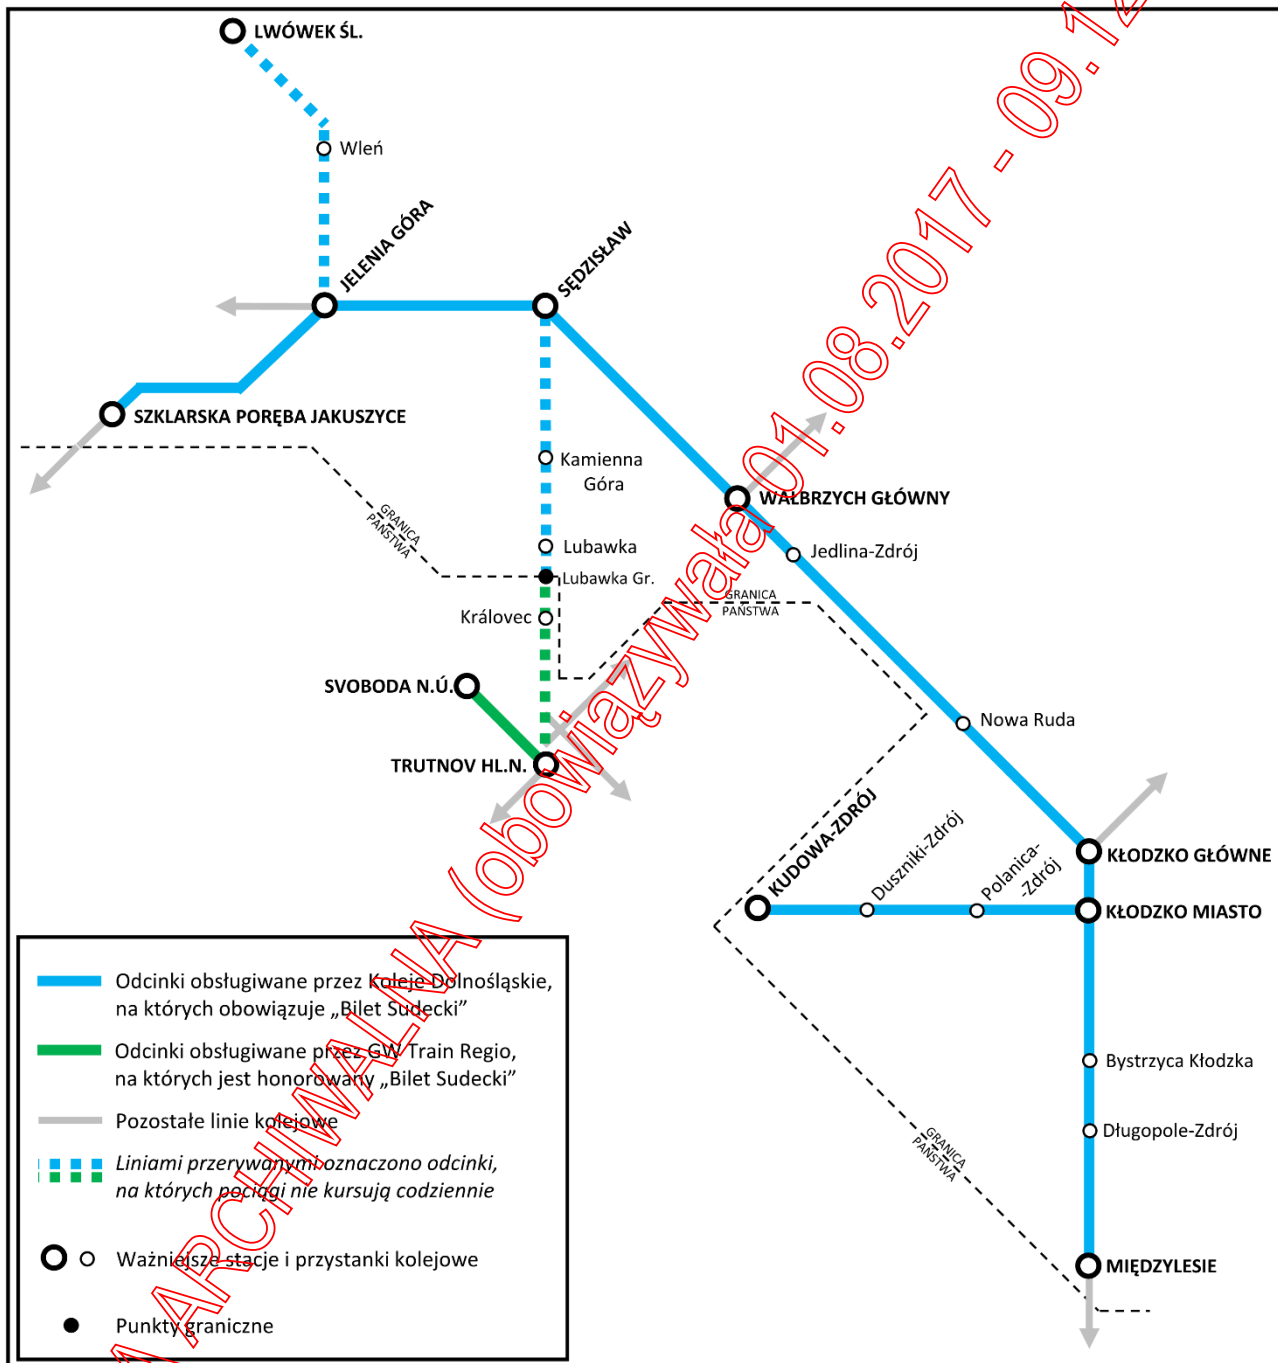 LWÓWEK ŚL.
Wleń
JELENIA GÓRA
SĘDZISŁAW
SZKLARSKA PORĘBA JAKUSZYCE
Kamienna
Góra
WAŁBRZYCH GŁÓWNY
GRANICA
PAŃSTWA
Lubawka
Jedlina-Zdrój
Lubawka Gr.
GRANICA
PAŃSTWA
Královec
SVOBODA N.Ú.
Nowa Ruda
TRUTNOV HL.N.
KUDOWA-ZDRÓJ
Duszniki-Zdrój
Polanica-
-Zdrój
KŁODZKO GŁÓWNE
KŁODZKO MIASTO
Bystrzyca Kłodzka
Długopole-Zdrój
GRANICA
PAŃSTWA
MIĘDZYLESIE
Odcinki obsługiwane przez Koleje Dolnośląskie,
na których obowiązuje „Bilet Sudecki”
Odcinki obsługiwane przez GW Train Regio,
na których jest honorowany „Bilet Sudecki”
Pozostałe linie kolejowe
Liniami przerywanymi oznaczono odcinki,
na których pociągi nie kursują codziennie
Ważniejsze stacje i przystanki kolejowe
Punkty graniczne
ARCHIWALNA (obowiązywała 01.08.2017 - 09.12